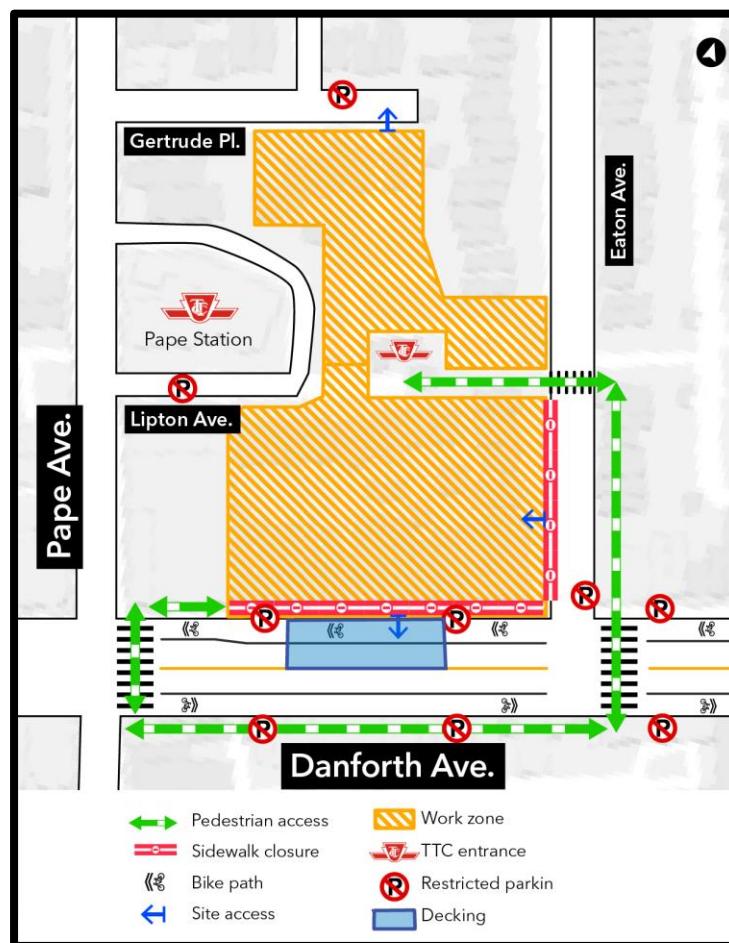 Gertrude Pl.
Eaton Ave.
Pape Station
Lipton Ave.
Pape Ave.
Danforth Ave.
Pedestrian access
Work zone
Sidewalk closure
TTC entrance
Bike path
Restricted parkin
Site access
Decking